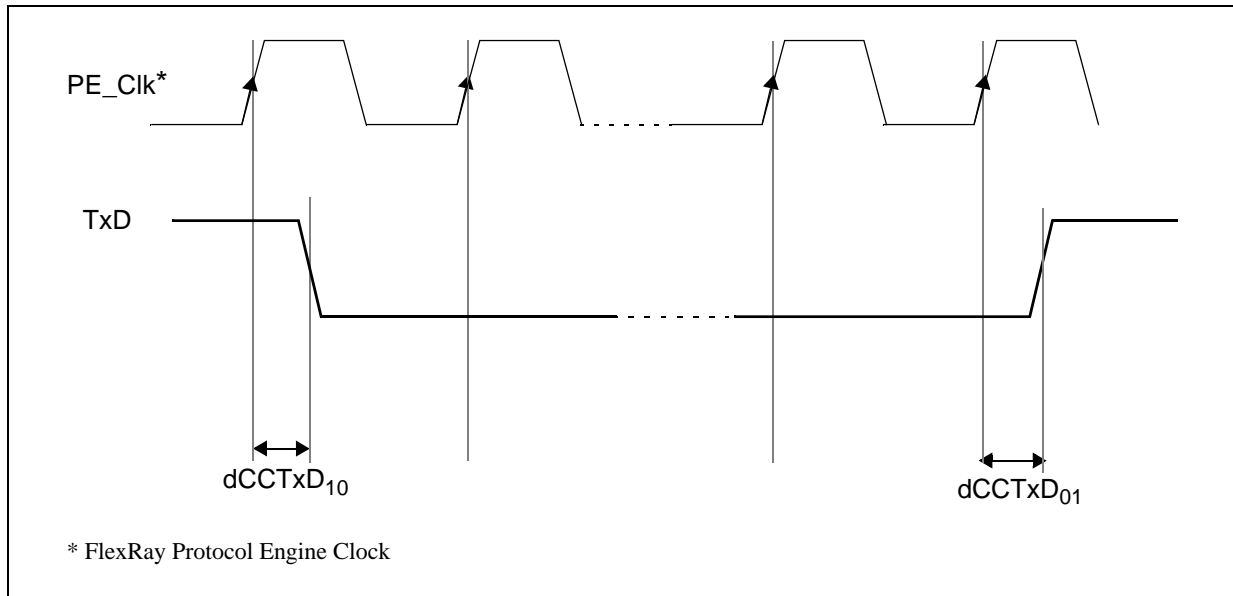 PE_Clk*
TxD
dCCTxD10
dCCTxD01
* FlexRay Protocol Engine Clock